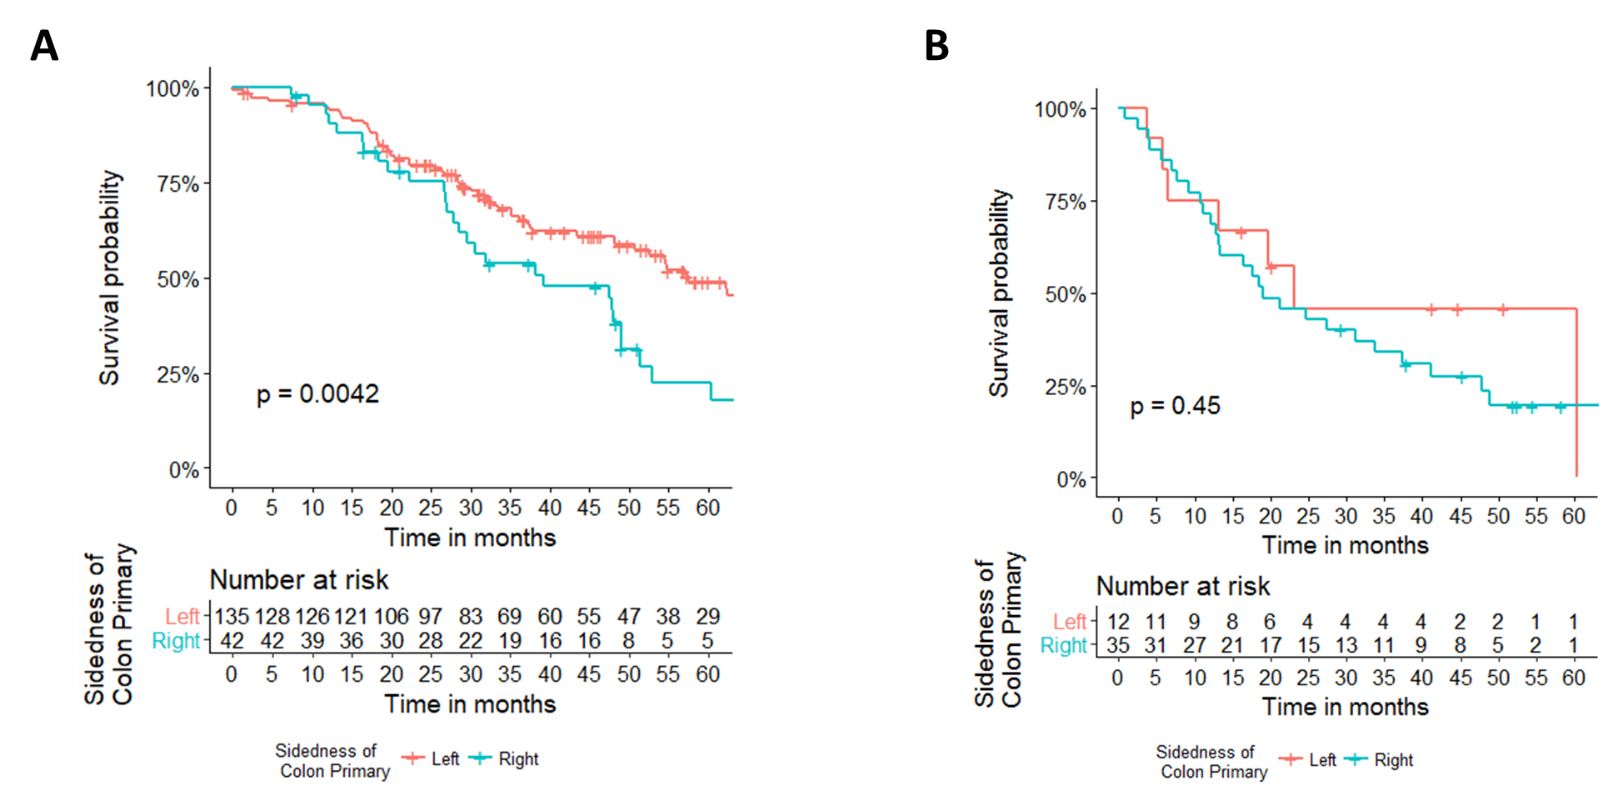 A
100%
75%
50%
25%
0%
Survival probability
p = 0.0042
0 5 10 15 20 25 30 35 40 45 50 55 60
Time in months
Sidedness of
Colon Primary
Number at risk
Left 135 128 126 121 106 97 83 69 60 55 47 38 29
Right 42 42 39 36 30 28 22 19 16 16 8 5 5
0 5 10 15 20 25 30 35 40 45 50 55 60
Time in months
Sidedness of
Colon Primary
Left Right
B
100%
75%
50%
25%
0%
Survival probability
p = 0.45
0 5 10 15 20 25 30 35 40 45 50 55 60
Time in months
Sidedness of
Colon Primary
Number at risk
Left 12 11 9 8 6 4 4 4 4 2 2 1 1
Right 35 31 27 21 17 15 13 11 9 8 5 2 1
0 5 10 15 20 25 30 35 40 45 50 55 60
Time in months
Sidedness of
Colon Primary
Left Right